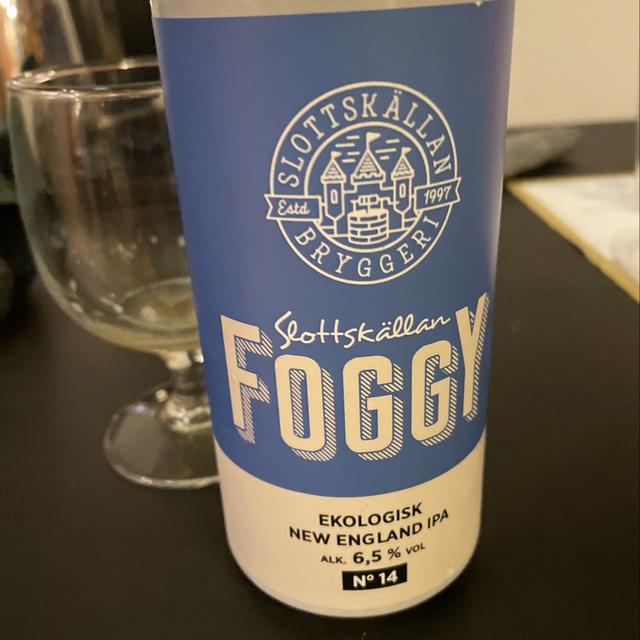 SLOTTSKÄLLAN
Estd 1997
BRYGGERI
Slottskällan
FOGGY
EKOLOGISK
NEW ENGLAND IPA
ALK. 6,5 % VOL
Nº 14